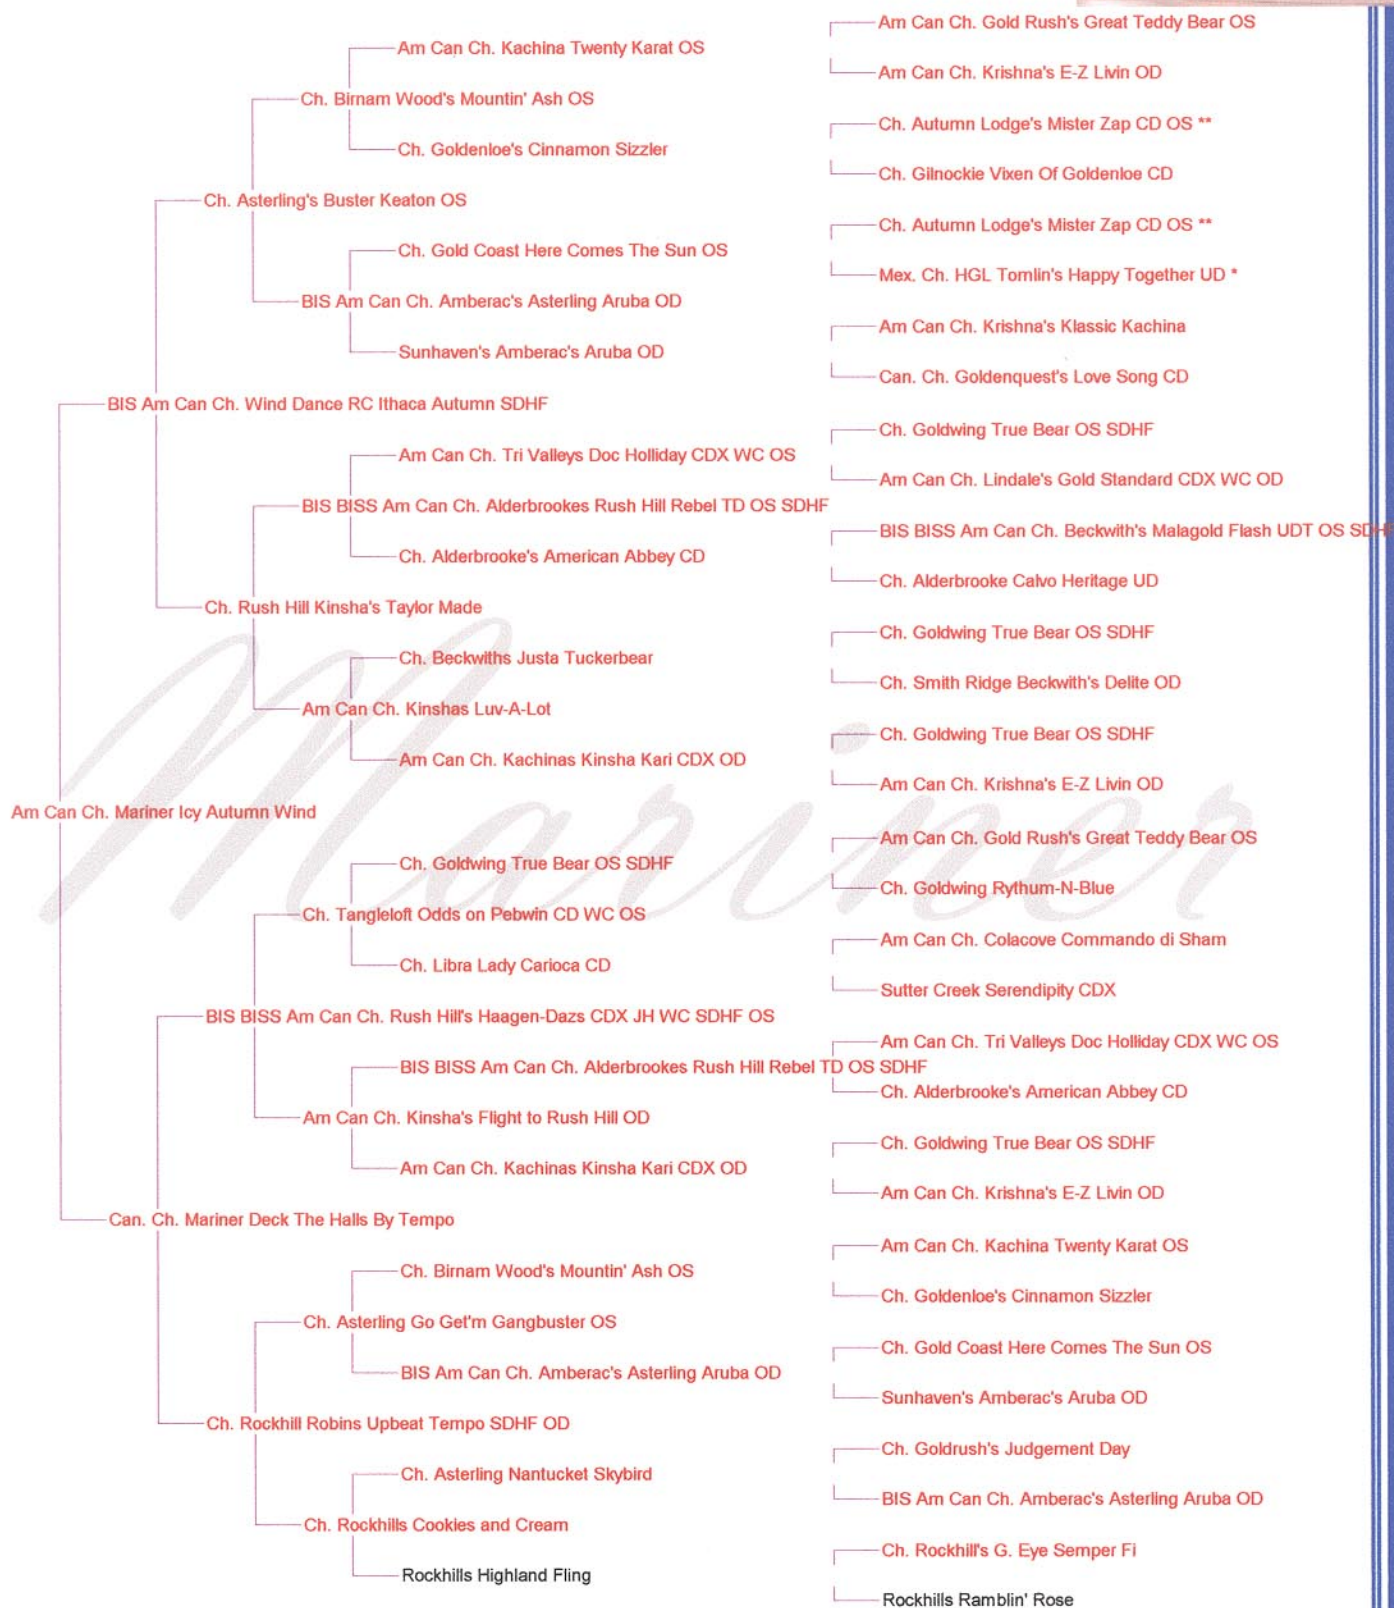 Am Can Ch. Gold Rush's Great Teddy Bear OS
Am Can Ch. Kachina Twenty Karat OS
Am Can Ch. Krishna's E-Z Livin OD
Ch. Birnam Wood's Mountin' Ash OS
Ch. Autumn Lodge's Mister Zap CD OS **
Ch. Goldenloe's Cinnamon Sizzler
Ch. Gilnockie Vixen Of Goldenloe CD
Ch. Asterling's Buster Keaton OS
Ch. Autumn Lodge's Mister Zap CD OS **
Ch. Gold Coast Here Comes The Sun OS
Mex. Ch. HGL Tomlin's Happy Together UD *
BIS Am Can Ch. Amberac's Asterling Aruba OD
Am Can Ch. Krishna's Klassic Kachina
Sunhaven's Amberac's Aruba OD
Can. Ch. Goldenquest's Love Song CD
BIS Am Can Ch. Wind Dance RC Ithaca Autumn SDHF
Ch. Goldwing True Bear OS SDHF
Am Can Ch. Tri Valleys Doc Holliday CDX WC OS
Am Can Ch. Lindale's Gold Standard CDX WC OD
BIS BISS Am Can Ch. Alderbrookes Rush Hill Rebel TD OS SDHF
BIS BISS Am Can Ch. Beckwith's Malagold Flash UDT OS SDHF
Ch. Alderbrooke's American Abbey CD
Ch. Alderbrooke Calvo Heritage UD
Ch. Rush Hill Kinsha's Taylor Made
Ch. Goldwing True Bear OS SDHF
Ch. Beckwiths Justa Tuckerbear
Ch. Smith Ridge Beckwith's Delite OD
Am Can Ch. Kinshas Luv-A-Lot
Ch. Goldwing True Bear OS SDHF
Am Can Ch. Kachinas Kinsha Kari CDX OD
Am Can Ch. Krishna's E-Z Livin OD
Am Can Ch. Mariner Icy Autumn Wind
Mariner
Am Can Ch. Gold Rush's Great Teddy Bear OS
Ch. Goldwing True Bear OS SDHF
Ch. Goldwing Rythum-N-Blue
Ch. Tangleloft Odds on Pebwin CD WC OS
Am Can Ch. Colacove Commando di Sham
Ch. Libra Lady Carioca CD
Sutter Creek Serendipity CDX
BIS BISS Am Can Ch. Rush Hill's Haagen-Dazs CDX JH WC SDHF OS
Am Can Ch. Tri Valleys Doc Holliday CDX WC OS
BIS BISS Am Can Ch. Alderbrookes Rush Hill Rebel TD OS SDHF
Ch. Alderbrooke's American Abbey CD
Am Can Ch. Kinsha's Flight to Rush Hill OD
Ch. Goldwing True Bear OS SDHF
Am Can Ch. Kachinas Kinsha Kari CDX OD
Am Can Ch. Krishna's E-Z Livin OD
Can. Ch. Mariner Deck The Halls By Tempo
Am Can Ch. Kachina Twenty Karat OS
Ch. Birnam Wood's Mountin' Ash OS
Ch. Goldenloe's Cinnamon Sizzler
Ch. Asterling Go Get'm Gangbuster OS
Ch. Gold Coast Here Comes The Sun OS
BIS Am Can Ch. Amberac's Asterling Aruba OD
Sunhaven's Amberac's Aruba OD
Ch. Rockhill Robins Upbeat Tempo SDHF OD
Ch. Goldrush's Judgement Day
Ch. Asterling Nantucket Skybird
BIS Am Can Ch. Amberac's Asterling Aruba OD
Ch. Rockhills Cookies and Cream
Ch. Rockhill's G. Eye Semper Fi
Rockhills Highland Fling
Rockhills Ramblin' Rose